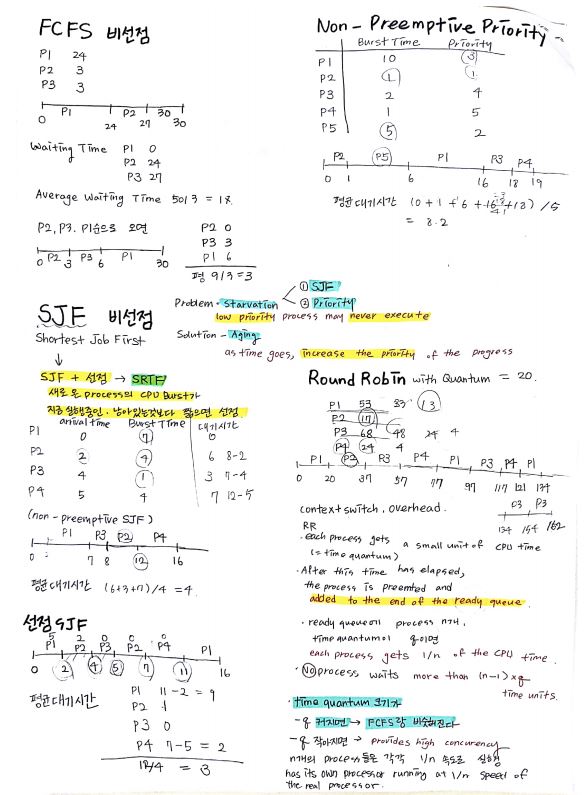 FCFS 비선점
P1 24
P2 3
P3 3
P1 P2 30
0 24 27 30
Waiting Time P1 0
P2 24
P3 27
Average Waiting Time 50/3 = 18
P2, P3. P1순으로 오면
P2 P3 P1
0 3 6 30
P2 0
P3 3
P1 6
평 9/3 = 3
Non-Preemptive Priority
Burst Time Priority
P1 10 3
P2 1 1
P3 2 4
P4 1 5
P5 5 2
P2 P5 P1 P3 P4
0 1 6 16 18 19
평균대기시간 (0 + 1 + 6 + 16 + 18) / 5
= 8.2
Problem - Starvation
① SJF
② Priority
low priority process may never execute
Solution - Aging
as time goes, increase the priority of the progress
SJF 비선점
Shortest Job First
SJF + 선점 → SRTF
새로 온 process의 CPU Burst가
지금 실행중인. 남아있는것보다 짧으면 선점
arrival time Burst Time 대기시간
P1 0 7 0
P2 2 4 6 8-2
P3 4 1 3 7-4
P4 5 4 7 12-5
(non-preemptive SJF)
P1 P3 P2 P4
0 7 8 12 16
평균대기시간 (6+3+7)/4 = 4.
선점SJF
5 2 0 0 2
P1 P2 P3 P2 P4 P1
0 2 4 5 7 11 16
평균대기시간
P1 11-2 = 9
P2 1
P3 0
P4 7-5 = 2
12/4 = 3
Round Robin with Quantum = 20.
P1 53 33 13
P2 17
P3 68 48 24 4
P4 24 4
P1 P2 P3 P4 P1 P3 P4 P1
0 20 37 57 77 97 117 121 134
P3 P3
134 154 162
context switch. overhead.
RR
· each process gets a small unit of CPU time
(= time quantum)
· After this time has elapsed,
the process is preemted and
added to the end of the ready queue.
· ready queue에 process n개,
time quantum이 q이면
each process gets 1/n of the CPU time.
· No process waits more than (n-1)×q
time units.
· time quantum 크기가
- q 커지면 → FCFS랑 비슷해진다
- q 작아지면 → provides high concurency
n개의 process들은 각각 1/n 속도로 실행
has its own processor running at 1/n speed of
the real processor.